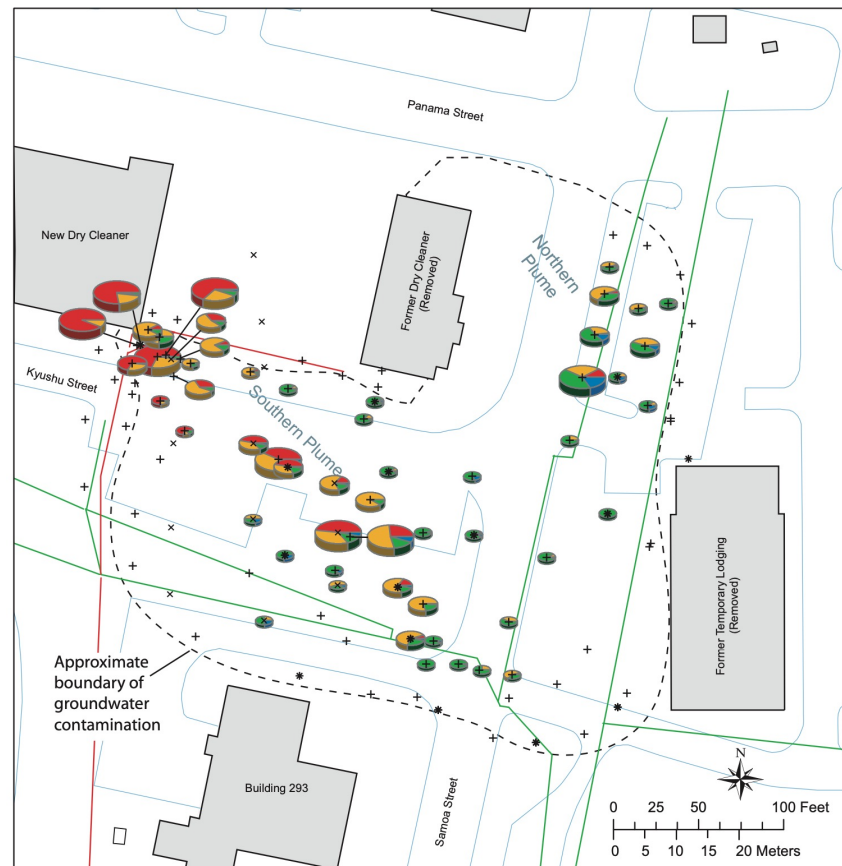 Panama Street
New Dry Cleaner
Former Dry Cleaner
(Removed)
Northern
Plume
Kyushu Street
Southern Plume
Former Temporary Lodging
(Removed)
Approximate
boundary of
groundwater
contamination
Building 293
Samoa Street
N
0 25 50 100 Feet
0 5 10 20 Meters